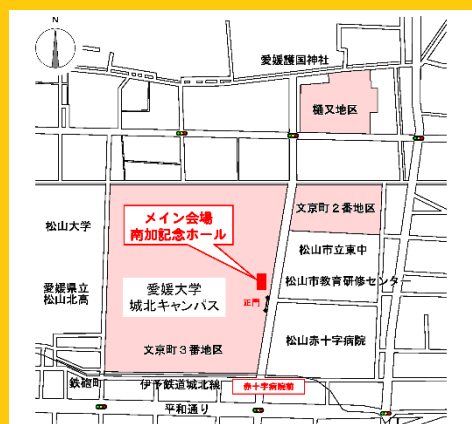 N
愛媛護国神社
樋又地区
文京町2番地区
松山大学
メイン会場
南加記念ホール
松山市立東中
愛媛県立
松山北高
愛媛大学
城北キャンパス
松山市教育研修センター
正門
松山赤十字病院
文京町3番地区
鉄砲町
伊予鉄道城北線
赤十字病院前
平和通り